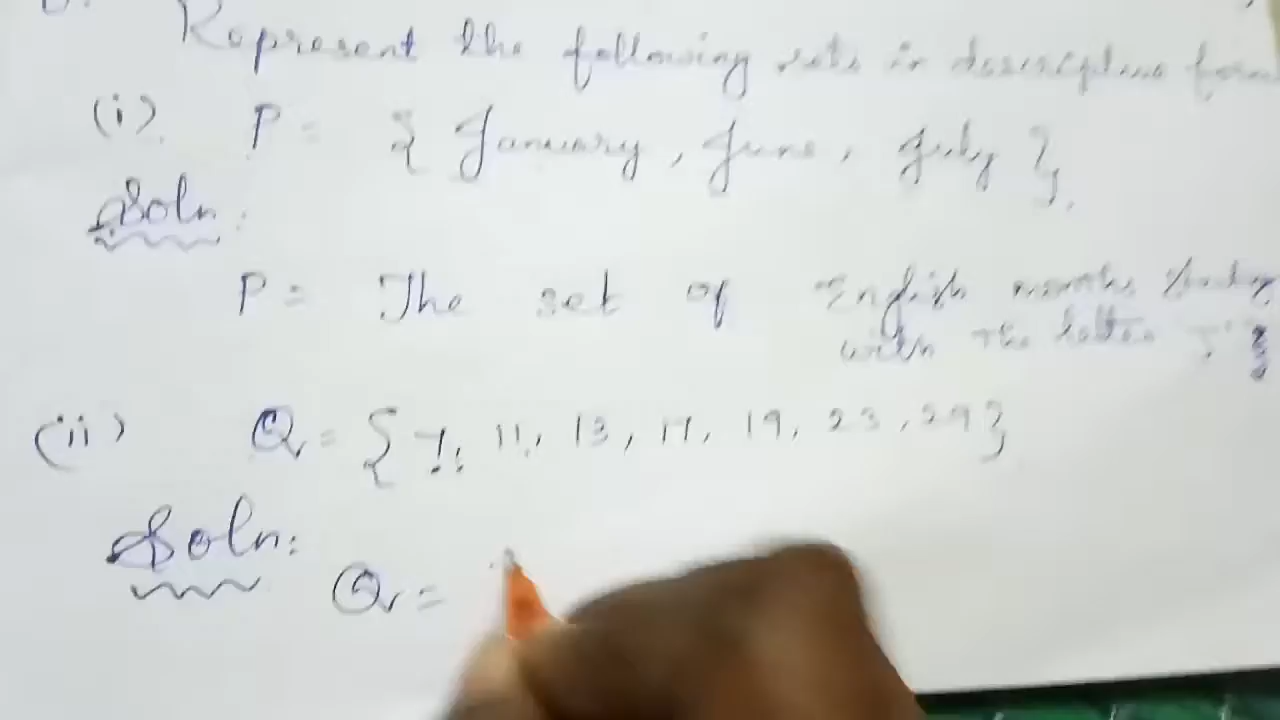 Represent the following sets in descriptive form
(i). P = { January, June, July }.
Soln:
P = The set of English months starting
with the letter J
(ii) Q = { 7, 11, 13, 17, 19, 23, 29 }
Soln:
Q =